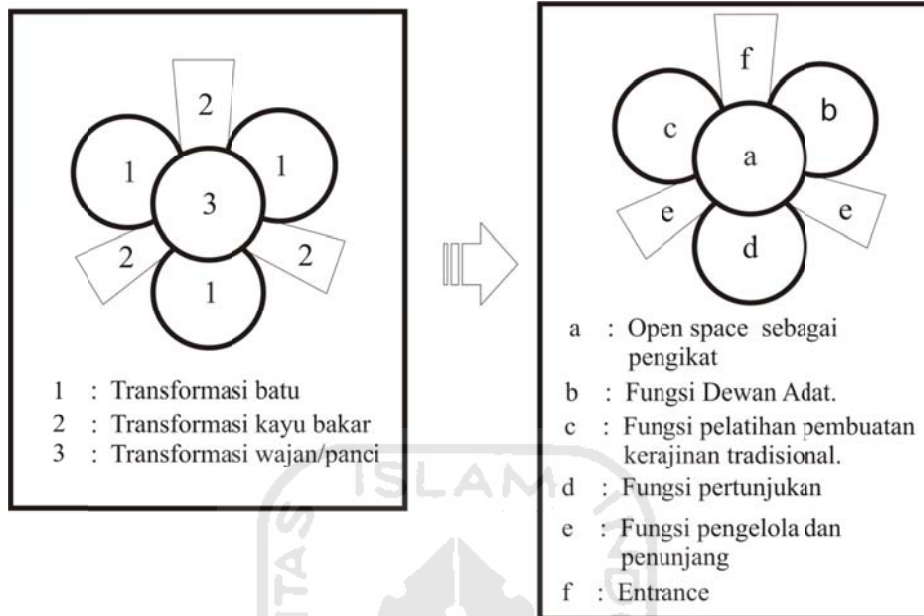 2
1
1
3
2
2
1
1 : Transformasi batu
2 : Transformasi kayu bakar
3 : Transformasi wajan/panci
f
c
b
a
e
e
d
a : Open space sebagai
pengikat
b : Fungsi Dewan Adat.
c : Fungsi pelatihan pembuatan
kerajinan tradisional.
d : Fungsi pertunjukan
e : Fungsi pengelola dan
penunjang
f : Entrance
ISLAM